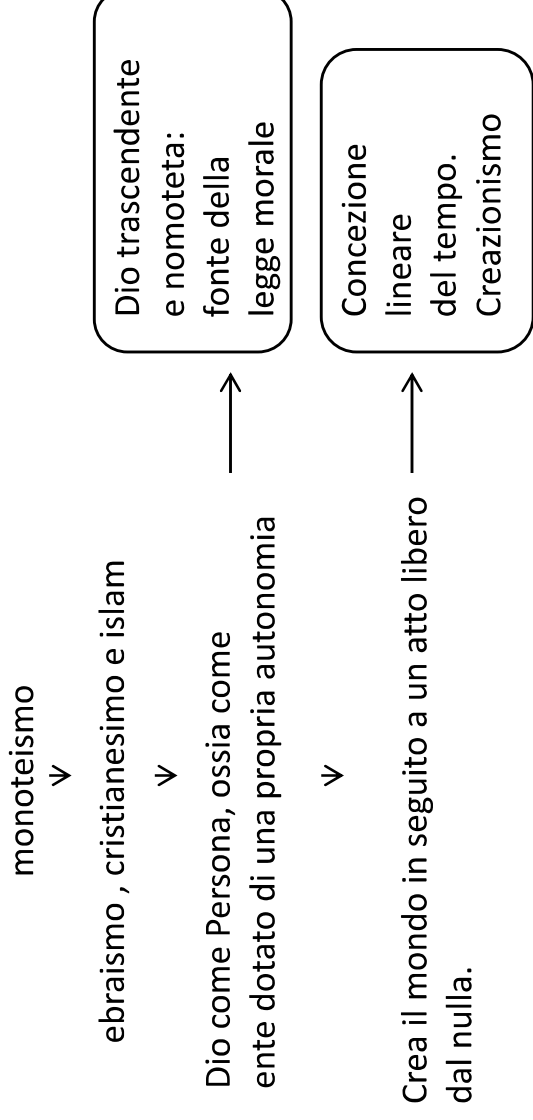 monoteismo
ebraismo , cristianesimo e islam
Dio come Persona, ossia come
ente dotato di una propria autonomia
Dio trascendente
e nomoteta:
fonte della
legge morale
Crea il mondo in seguito a un atto libero
dal nulla.
Concezione
lineare
del tempo.
Creazionismo